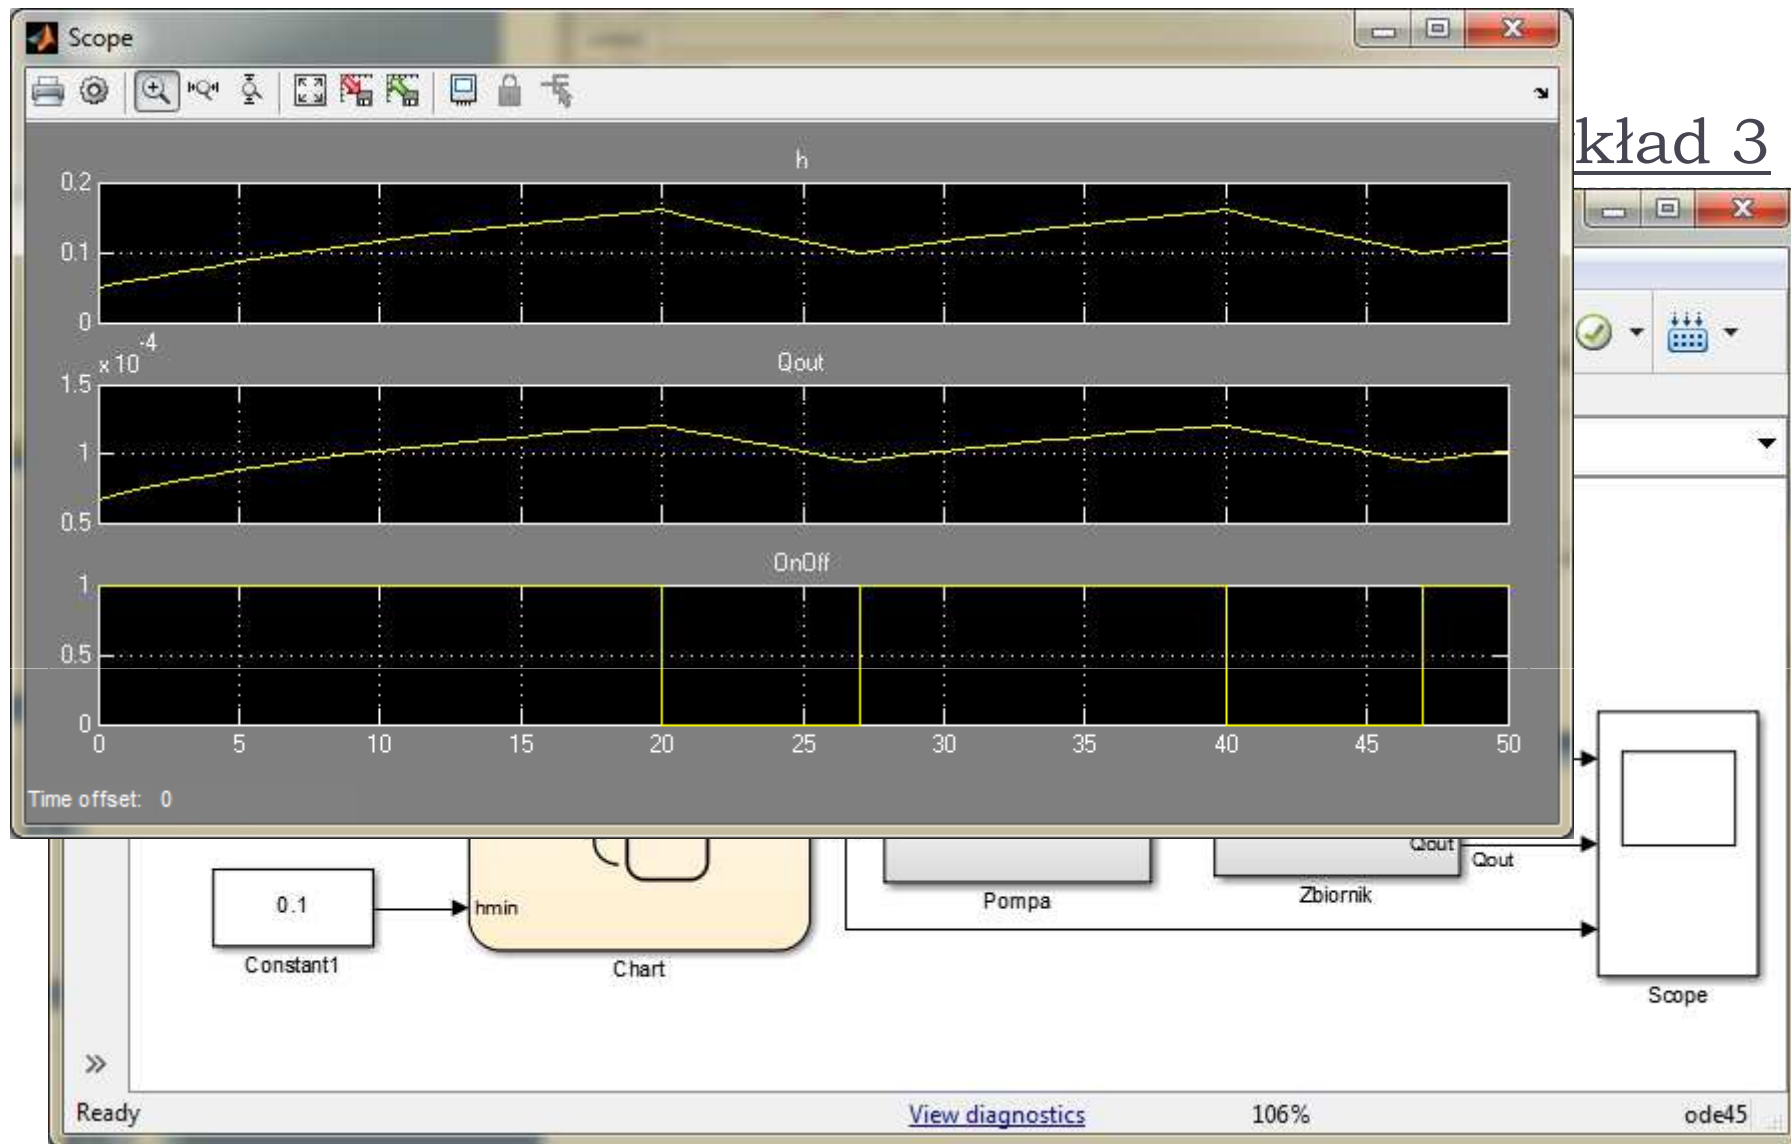 Scope
kład 3
h
0.2
0.1
0
x 10
-4
Qout
1.5
1
0.5
OnOff
1
0.5
0
0 5 10 15 20 25 30 35 40 45 50
Time offset: 0
Qout
Qout
0.1
hmin
Pompa
Zbiornik
Constant1
Chart
Scope
Ready
View diagnostics
106%
ode45